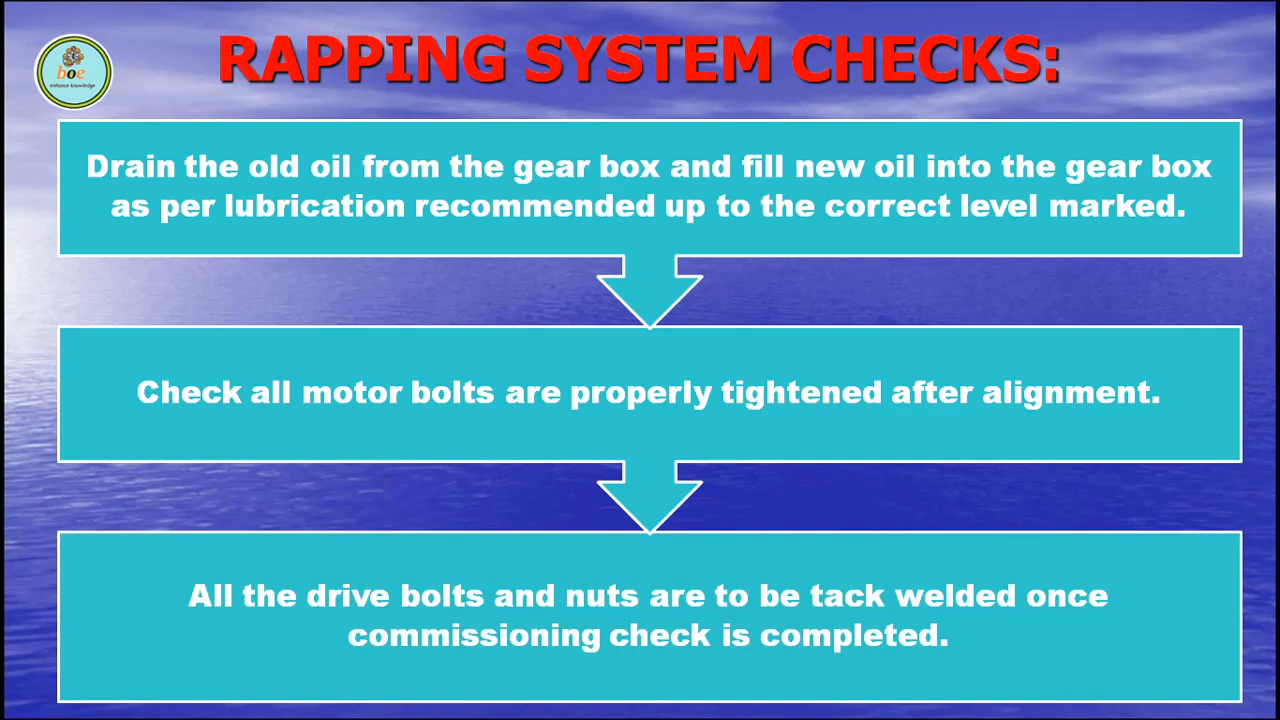 RAPPING SYSTEM CHECKS:
boe
enhance knowledge
Drain the old oil from the gear box and fill new oil into the gear box
as per lubrication recommended up to the correct level marked.
Check all motor bolts are properly tightened after alignment.
All the drive bolts and nuts are to be tack welded once
commissioning check is completed.